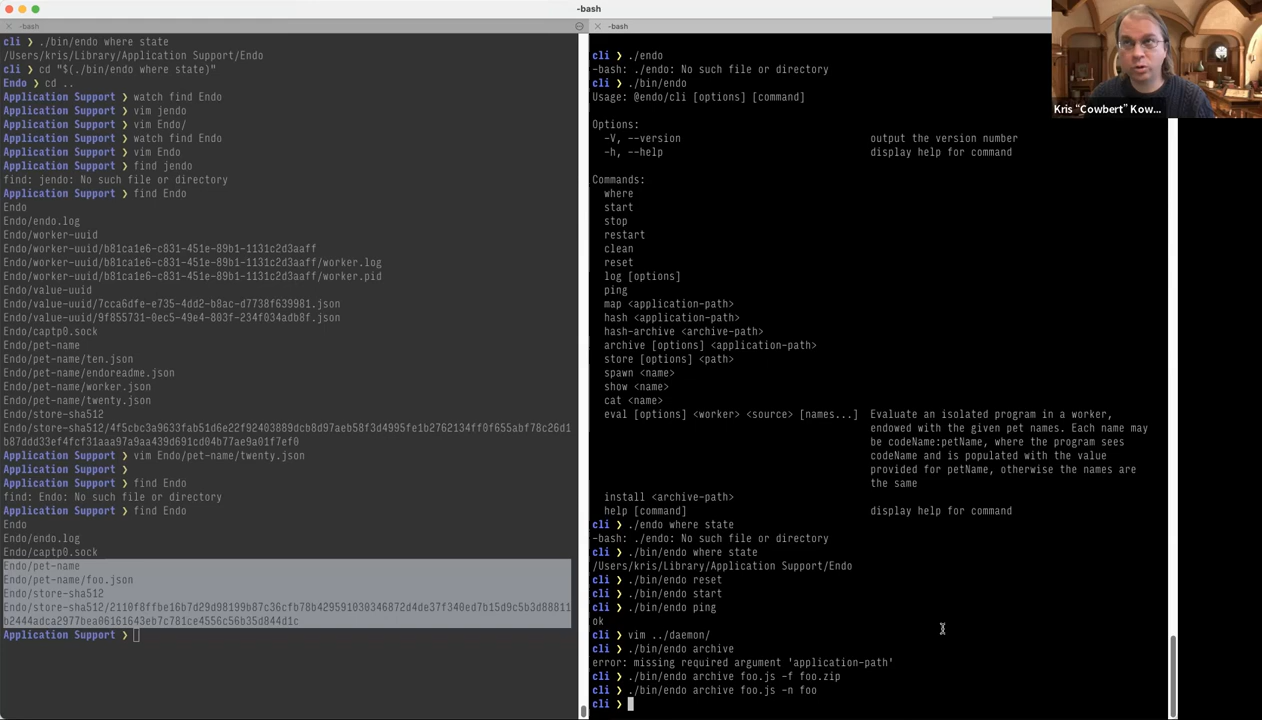 -bash
-bash
cli ❯ ./bin/endo where state
/Users/kris/Library/Application Support/Endo
cli ❯ cd "$(./bin/endo where state)"
Endo ❯ cd ..
Application Support ❯ watch find Endo
Application Support ❯ vim jendo
Application Support ❯ vim Endo/
Application Support ❯ watch find Endo
Application Support ❯ vim Endo
Application Support ❯ find jendo
find: jendo: No such file or directory
Application Support ❯ find Endo
Endo
Endo/endo.log
Endo/worker-uuid
Endo/worker-uuid/b81ca1e6-c831-451e-89b1-1131c2d3aaff
Endo/worker-uuid/b81ca1e6-c831-451e-89b1-1131c2d3aaff/worker.log
Endo/worker-uuid/b81ca1e6-c831-451e-89b1-1131c2d3aaff/worker.pid
Endo/value-uuid
Endo/value-uuid/7cca6dfe-e735-4dd2-b8ac-d7738f639981.json
Endo/value-uuid/9f855731-0ec5-49e4-803f-234f034adb8f.json
Endo/captp0.sock
Endo/pet-name
Endo/pet-name/ten.json
Endo/pet-name/endoreadme.json
Endo/pet-name/worker.json
Endo/pet-name/twenty.json
Endo/store-sha512
Endo/store-sha512/4f5cbc3a9633fb7516e22f92403889dcb8d97aeb58f3d4995fe1b2762134ff0f655abf78c26d1
b87ddd33ef4fcf31aaa97a9aa439d691cd04b77ae9a01f7ef0
Application Support ❯ vim Endo/pet-name/twenty.json
Application Support ❯
Application Support ❯ find Endo
find: Endo: No such file or directory
Application Support ❯ find Endo
Endo
Endo/endo.log
Endo/captp0.sock
Endo/pet-name
Endo/pet-name/foo.json
Endo/store-sha512
Endo/store-sha512/2110f8ffbe16b7d29d98199b87c36cfb78b429591030346872d4de37f340ed7b15d9c5b3d88811
b2444adca2977bea06161643eb7c781ce4556c56b35d844d1c
Application Support ❯
-bash
cli ❯ ./endo
-bash: ./endo: No such file or directory
cli ❯ ./bin/endo
Usage: @endo/cli [options] [command]
Options:
-V, --version output the version number
-h, --help display help for command
Commands:
where
start
stop
restart
clean
reset
log [options]
ping
map <application-path>
hash <application-path>
hash-archive <archive-path>
archive [options] <application-path>
store [options] <path>
spawn <name>
show <name>
cat <name>
eval [options] <worker> <source> [names...] Evaluate an isolated program in a worker,
endowed with the given pet names. Each name may
be codeName:petName, where the program sees
codeName and is populated with the value
provided for petName, otherwise the names are
the same
install <archive-path>
help [command] display help for command
cli ❯ ./endo where state
-bash: ./endo: No such file or directory
cli ❯ ./bin/endo where state
/Users/kris/Library/Application Support/Endo
cli ❯ ./bin/endo reset
cli ❯ ./bin/endo start
cli ❯ ./bin/endo ping
ok
cli ❯ vim ../daemon/
cli ❯ ./bin/endo archive
error: missing required argument 'application-path'
cli ❯ ./bin/endo archive foo.js -f foo.zip
cli ❯ ./bin/endo archive foo.js -n foo
cli ❯
Kris “Cowbert” Kow...